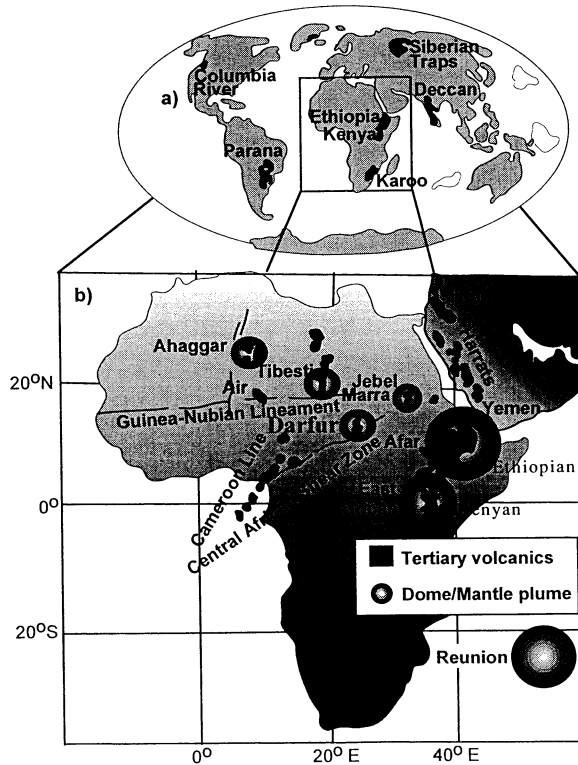 a)
Siberian
Traps
Columbia
River
Deccan
Ethiopia
Kenya
Parana
Karoo
b)
Harrats
Ahaggar
Tibesti
Jebel
Marra
Air
20°N
Yemen
Guinea-Nubian Lineament
Darfur
Afar
Ethiopian
Cameroon Line
Shear Zone
East
0°
Kenyan
Central Afr
Tertiary volcanics
Dome/Mantle plume
20°S
Reunion
0°
20° E
40° E